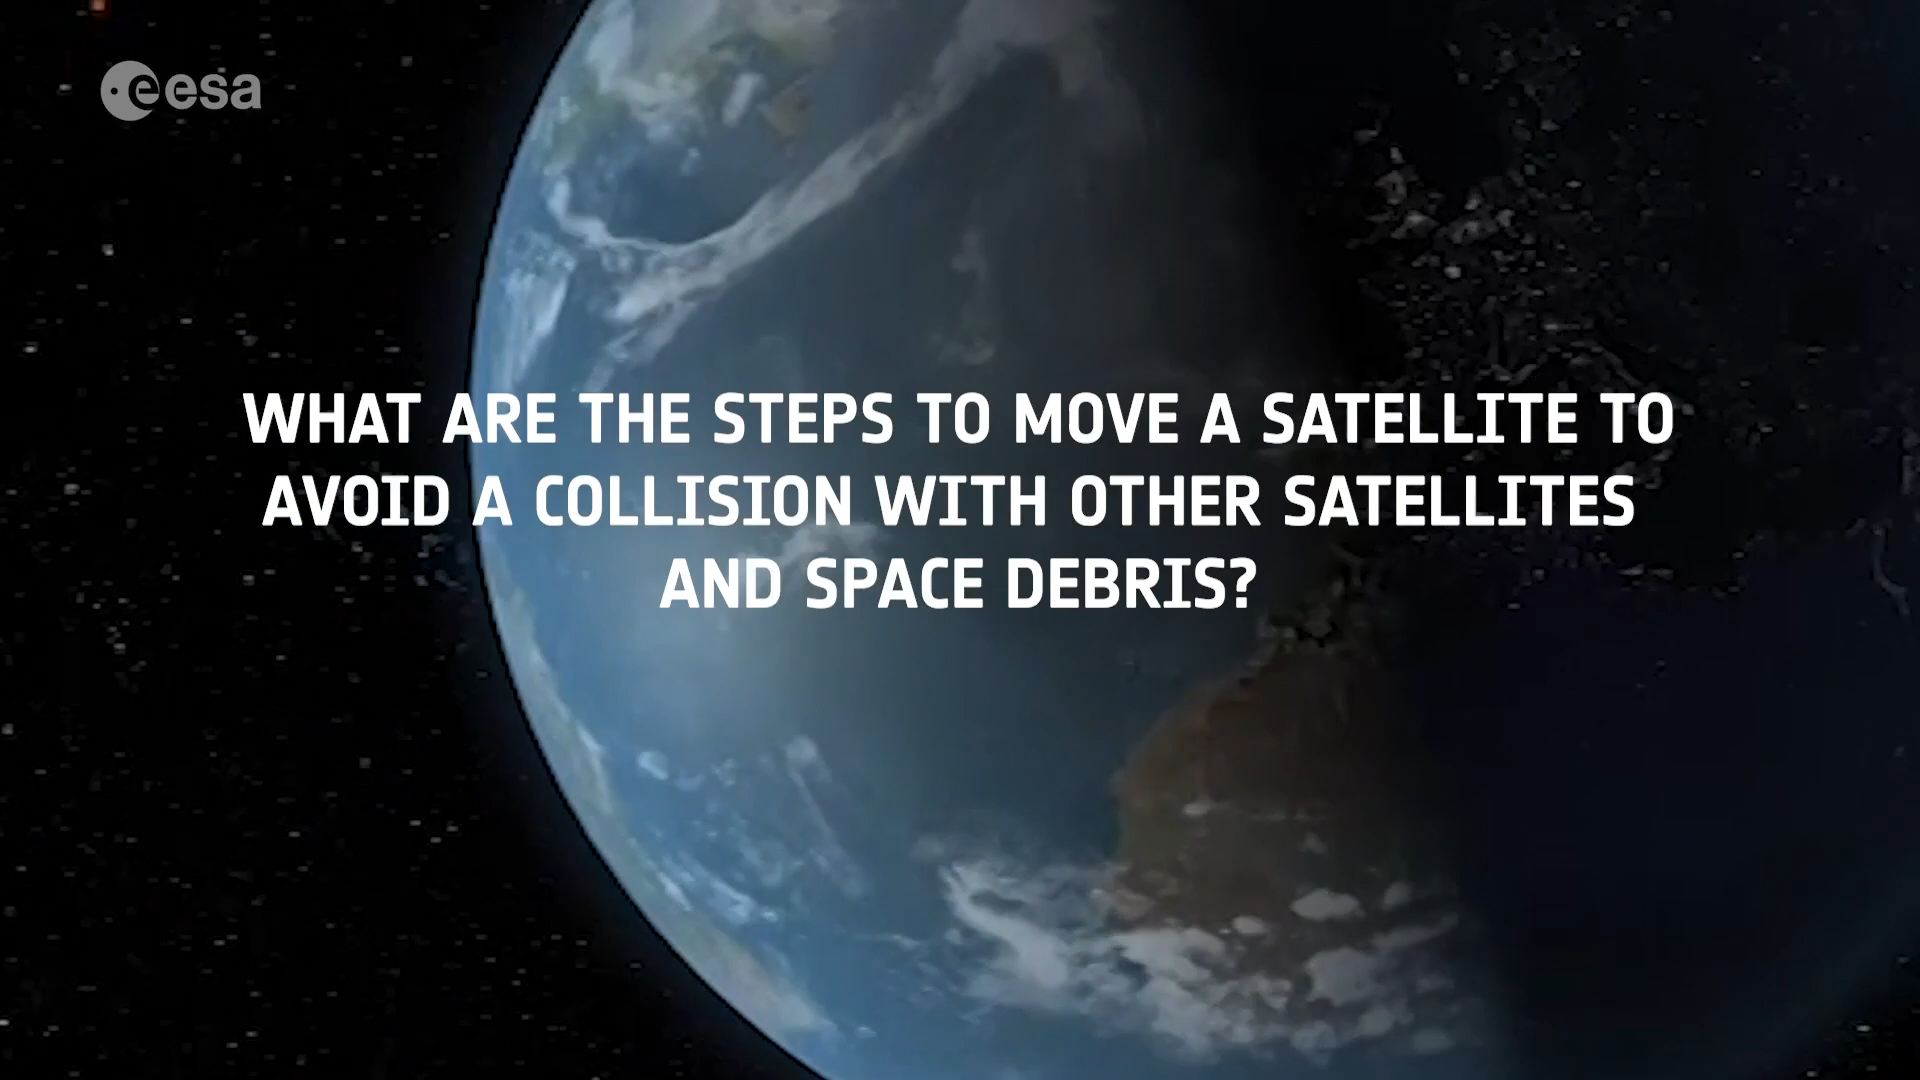 esa
WHAT ARE THE STEPS TO MOVE A SATELLITE TO
AVOID A COLLISION WITH OTHER SATELLITES
AND SPACE DEBRIS?